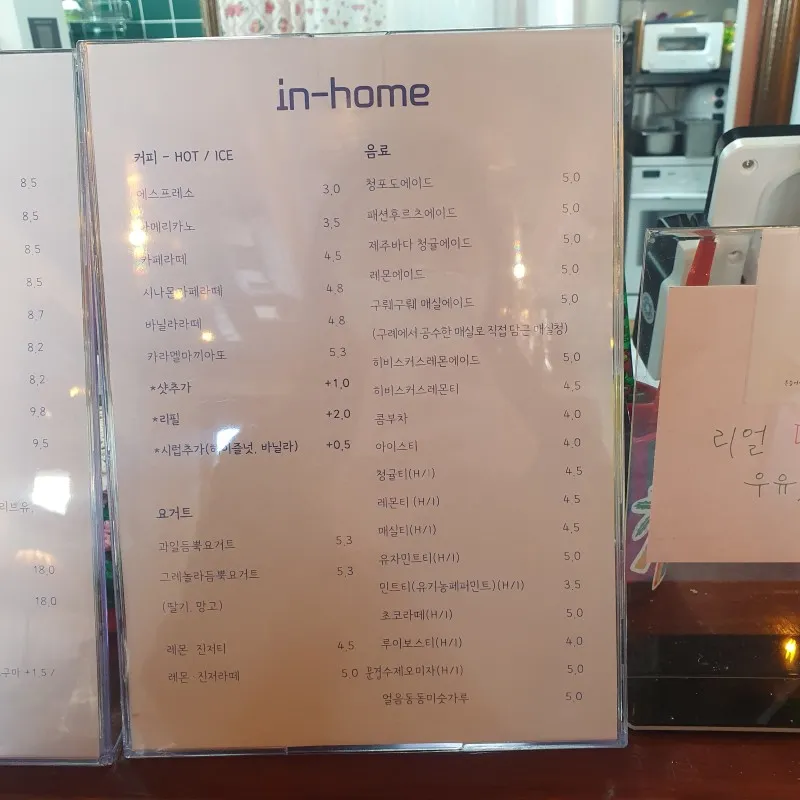 8.5
8.5
8.5
8.5
8.7
8.2
8.2
9.8
9.5
리브유,
18.0
18.0
구마 +1.5/
in-home
커피 - HOT / ICE
에스프레소 3.0
아메리카노 3.5
카페라떼 4.5
시나몬카페라떼 4.8
바닐라라떼 4.8
카라멜마끼아또 5.3
*샷추가 +1.0
*리필 +2.0
*시럽추가(헤이즐넛, 바닐라) +0.5
요거트
과일듬뿍요거트 5.3
그레놀라듬뿍요거트 5.3
(딸기, 망고)
레몬 진저티 4.5
레몬 진저라떼 5.0
음료
청포도에이드 5.0
패션후르츠에이드 5.0
제주바다 청귤에이드 5.0
레몬에이드 5.0
구뤠구뤠 매실에이드 5.0
(구례에서 공수한 매실로 직접 담근 매실청)
히비스커스레몬에이드 5.0
히비스커스레몬티 4.5
콤부차 4.0
아이스티 4.0
청귤티(H/I) 4.5
레몬티 (H/I) 4.5
매실티(H/I) 4.5
유자민트티(H/I) 5.0
민트티(유기농페퍼민트)(H/I) 3.5
초코라떼(H/I) 5.0
루이보스티(H/I) 4.0
문경수제오미자(H/I) 5.0
얼음동동미숫가루 5.0
리얼
우유